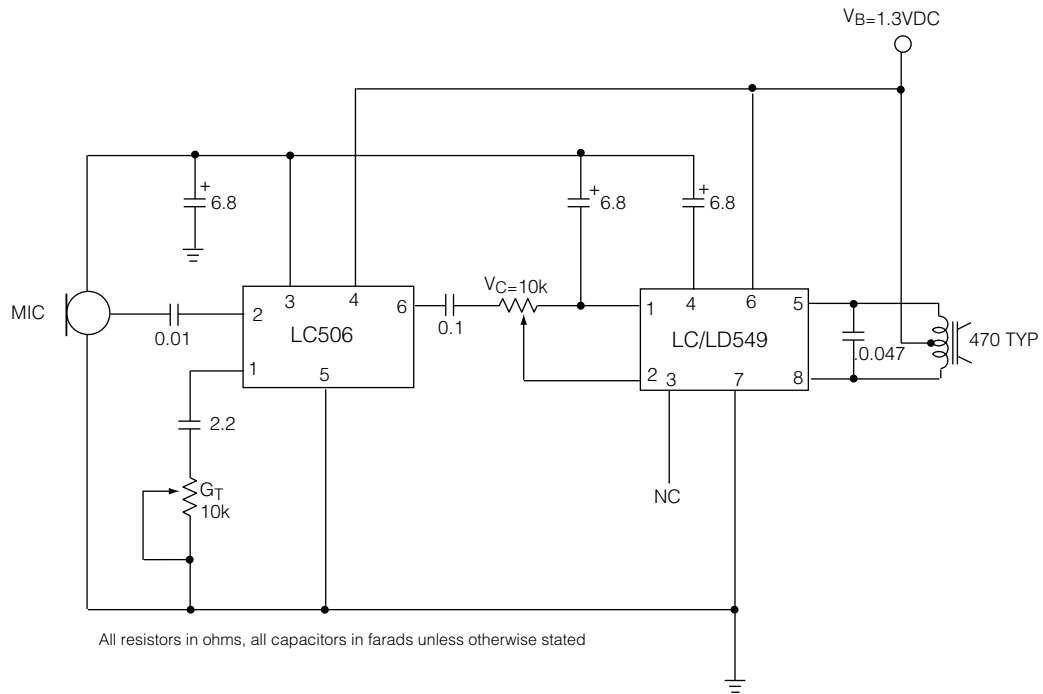 VB=1.3VDC
+
6.8
+
6.8
+
6.8
MIC
0.01
2
3
4
6
LC506
1
5
0.1
VC=10k
1
4
6
5
LC/LD549
2
3
7
8
.0.047
470 TYP
2.2
GT
10k
NC
All resistors in ohms, all capacitors in farads unless otherwise stated